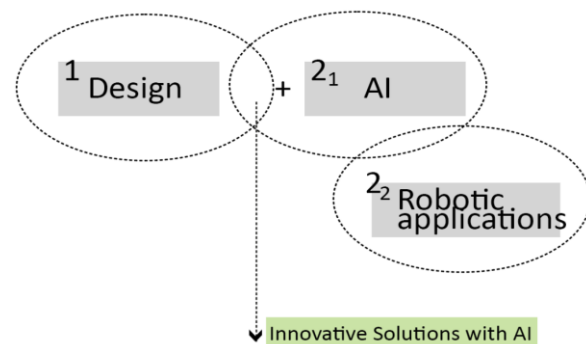 1 Design
+
2₁ AI
2₂ Robotic
applications
Innovative Solutions with AI